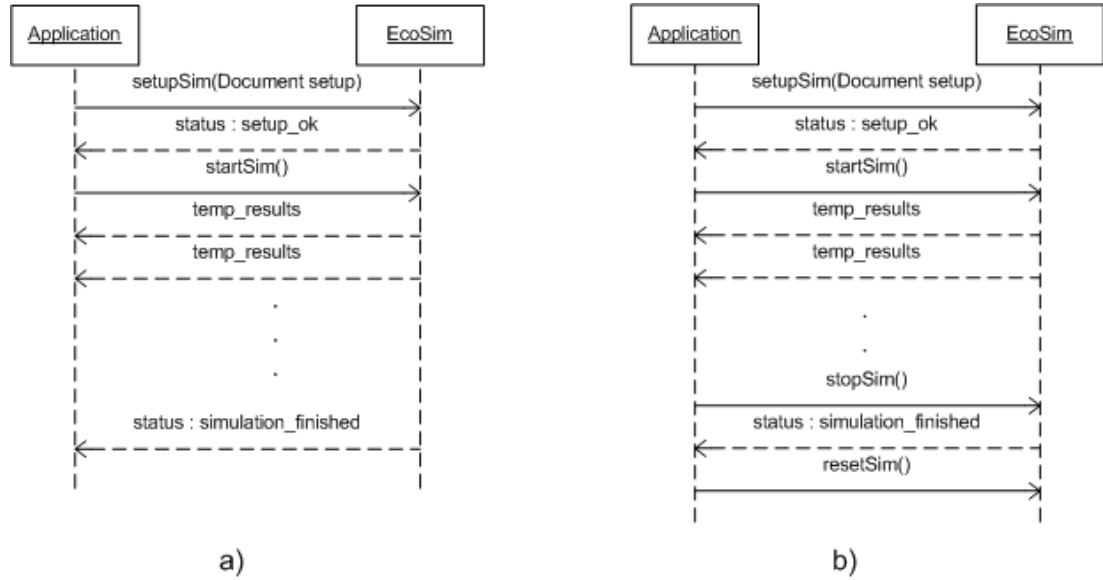 Application
EcoSim
setupSim(Document setup)
status : setup_ok
startSim()
temp_results
temp_results
.
.
.
status : simulation_finished
a)
Application
EcoSim
setupSim(Document setup)
status : setup_ok
startSim()
temp_results
temp_results
.
.
stopSim()
status : simulation_finished
resetSim()
b)